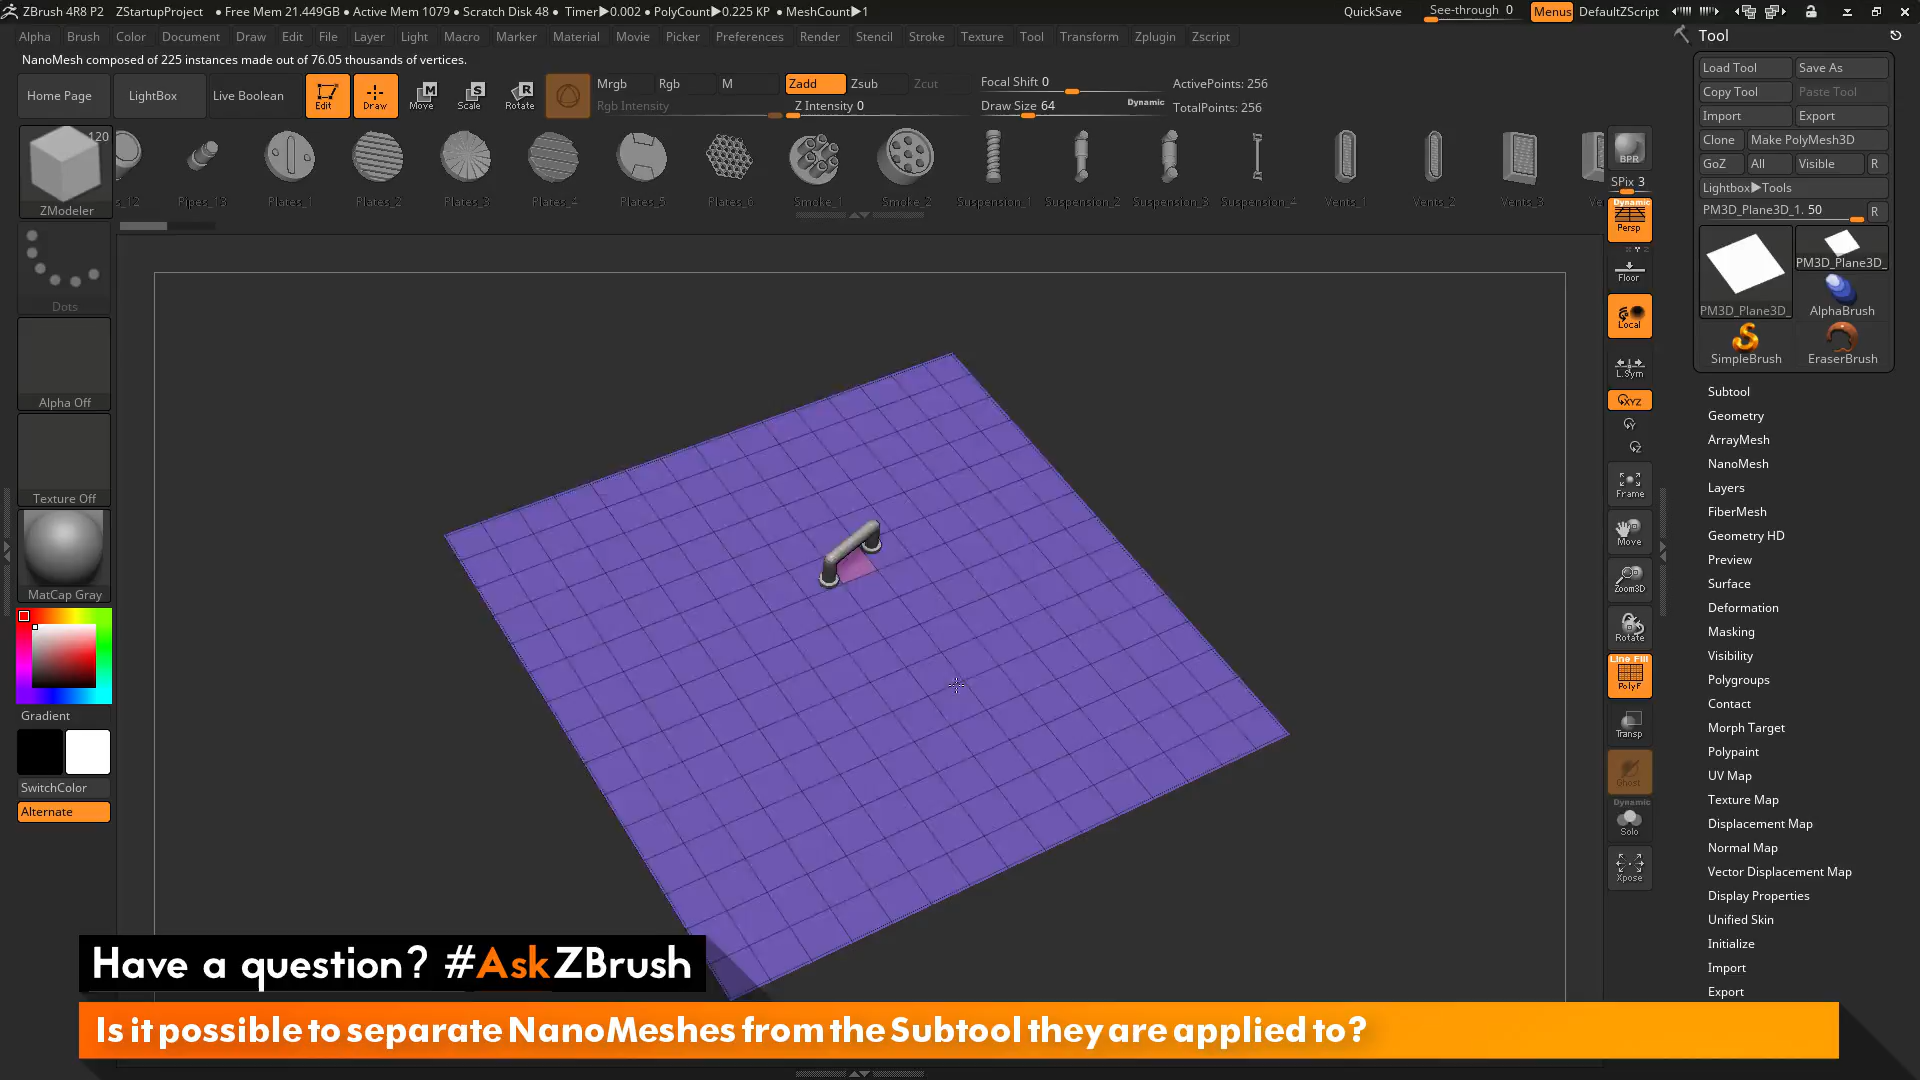 ZBrush 4R8 P2 ZStartupProject • Free Mem 21.449GB • Active Mem 1079 • Scratch Disk 48 • Timer▶0.002 • PolyCount▶0.225 KP • MeshCount▶1 QuickSave See-through 0 Menus DefaultZScript
Alpha Brush Color Document Draw Edit File Layer Light Macro Marker Material Movie Picker Preferences Render Stencil Stroke Texture Tool Transform Zplugin Zscript
NanoMesh composed of 225 instances made out of 76.05 thousands of vertices.
Home Page LightBox Live Boolean Edit Draw Move Scale Rotate
Mrgb Rgb M Zadd Zsub Zcut Focal Shift 0 ActivePoints: 256
Rgb Intensity Z Intensity 0 Draw Size 64 Dynamic TotalPoints: 256
120
ZModeler
s_12 Pipes_13 Plates_1 Plates_2 Plates_3 Plates_4 Plates_5 Plates_6 Smoke_1 Smoke_2 Suspension_1 Suspension_2 Suspension_3 Suspension_4 Vents_1 Vents_2 Vents_3 Ve
Dots
Alpha Off
Texture Off
MatCap Gray
Gradient
SwitchColor
Alternate
BPR
SPix 3
Dynamic
Persp
Floor
Local
L.Sym
XYZ
Y
Z
Frame
Move
Zoom3D
Rotate
Line Fill
PolyF
Transp
Ghost
Dynamic
Solo
Xpose
Tool
Load Tool Save As
Copy Tool Paste Tool
Import Export
Clone Make PolyMesh3D
GoZ All Visible R
Lightbox▶Tools
PM3D_Plane3D_1. 50 R
PM3D_Plane3D_
PM3D_Plane3D_ AlphaBrush
SimpleBrush EraserBrush
Subtool
Geometry
ArrayMesh
NanoMesh
Layers
FiberMesh
Geometry HD
Preview
Surface
Deformation
Masking
Visibility
Polygroups
Contact
Morph Target
Polypaint
UV Map
Texture Map
Displacement Map
Normal Map
Vector Displacement Map
Display Properties
Unified Skin
Initialize
Import
Export
Have a question? #AskZBrush
Is it possible to separate NanoMeshes from the Subtool they are applied to?